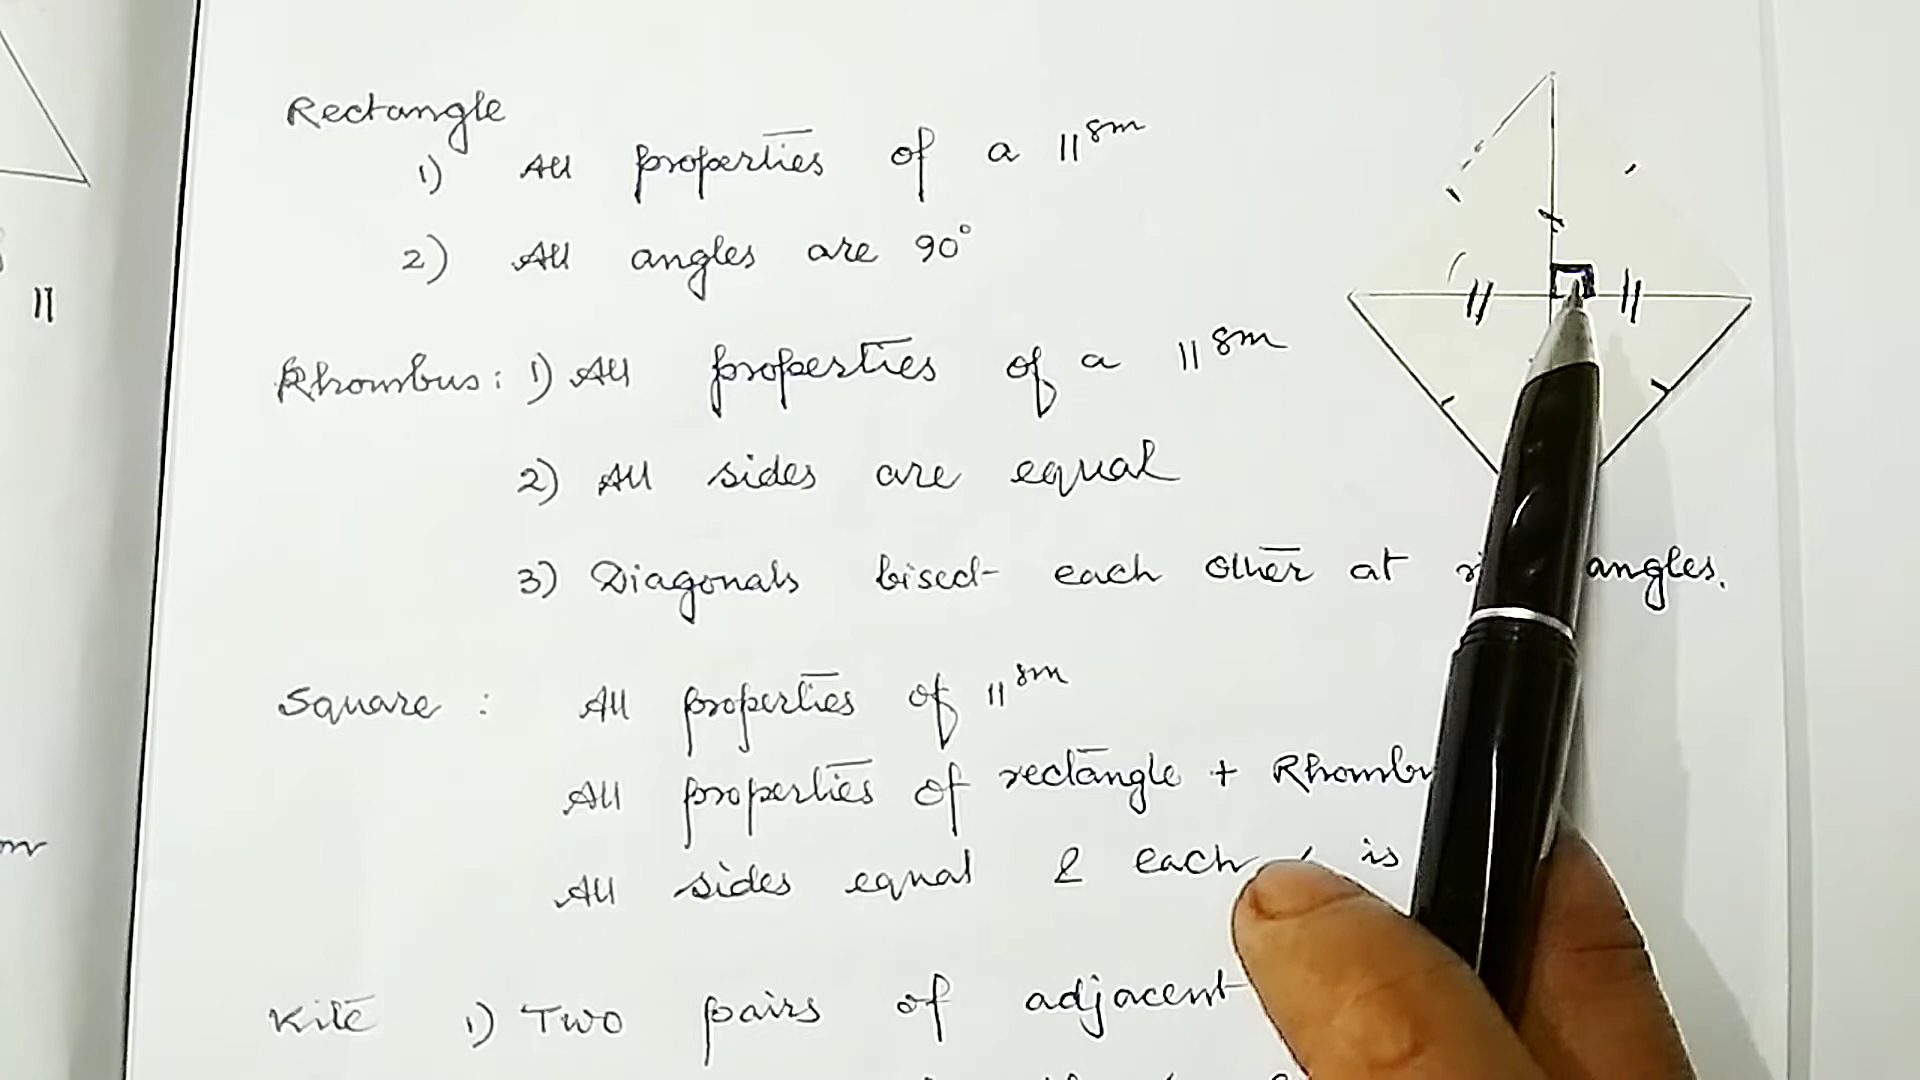 Rectangle
1) All properties of a ||gm
2) All angles are 90°
Rhombus: 1) All properties of a ||gm
2) All sides are equal
3) Diagonals bisect each other at angles.
Square : All properties of ||gm
All properties of rectangle + Rhombu
All sides equal & each is
Kite 1) Two pairs of adjacent